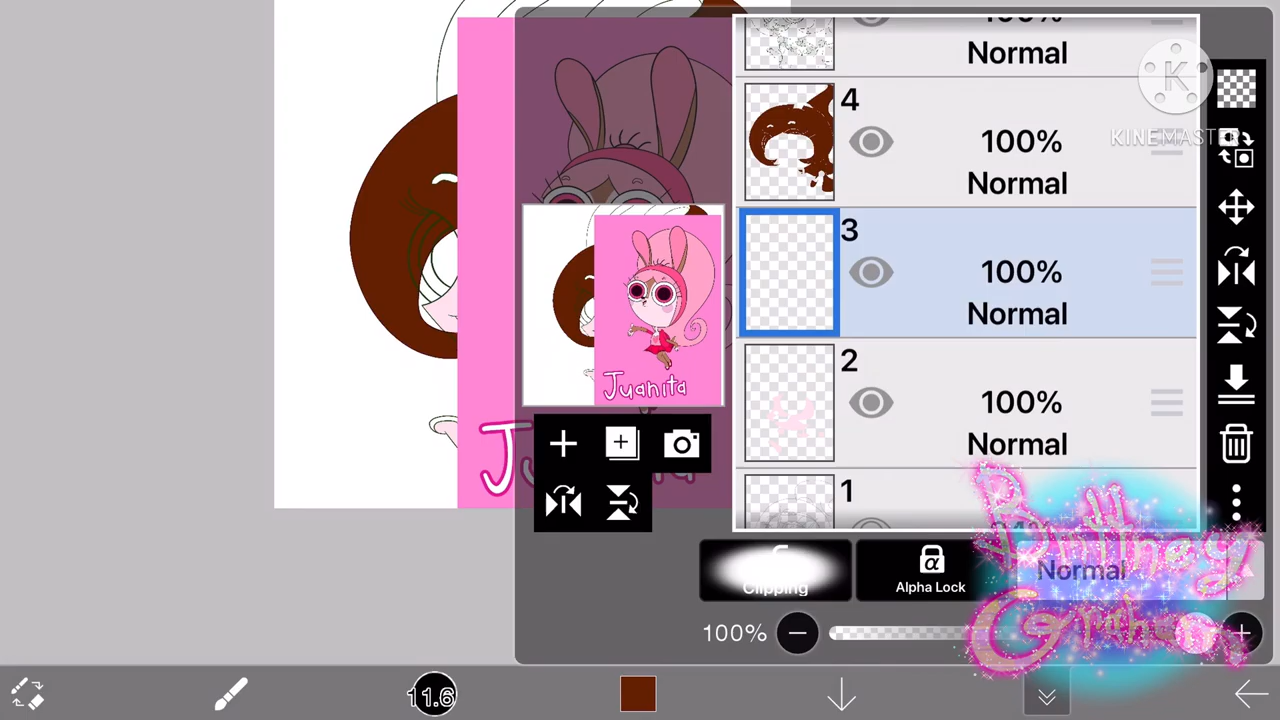 Normal
4
100%
Normal
K
KINEMASTER
3
100%
Normal
2
100%
Normal
1
Juanita
Clipping
α
Alpha Lock
Normal
100%
11.6
Brittney